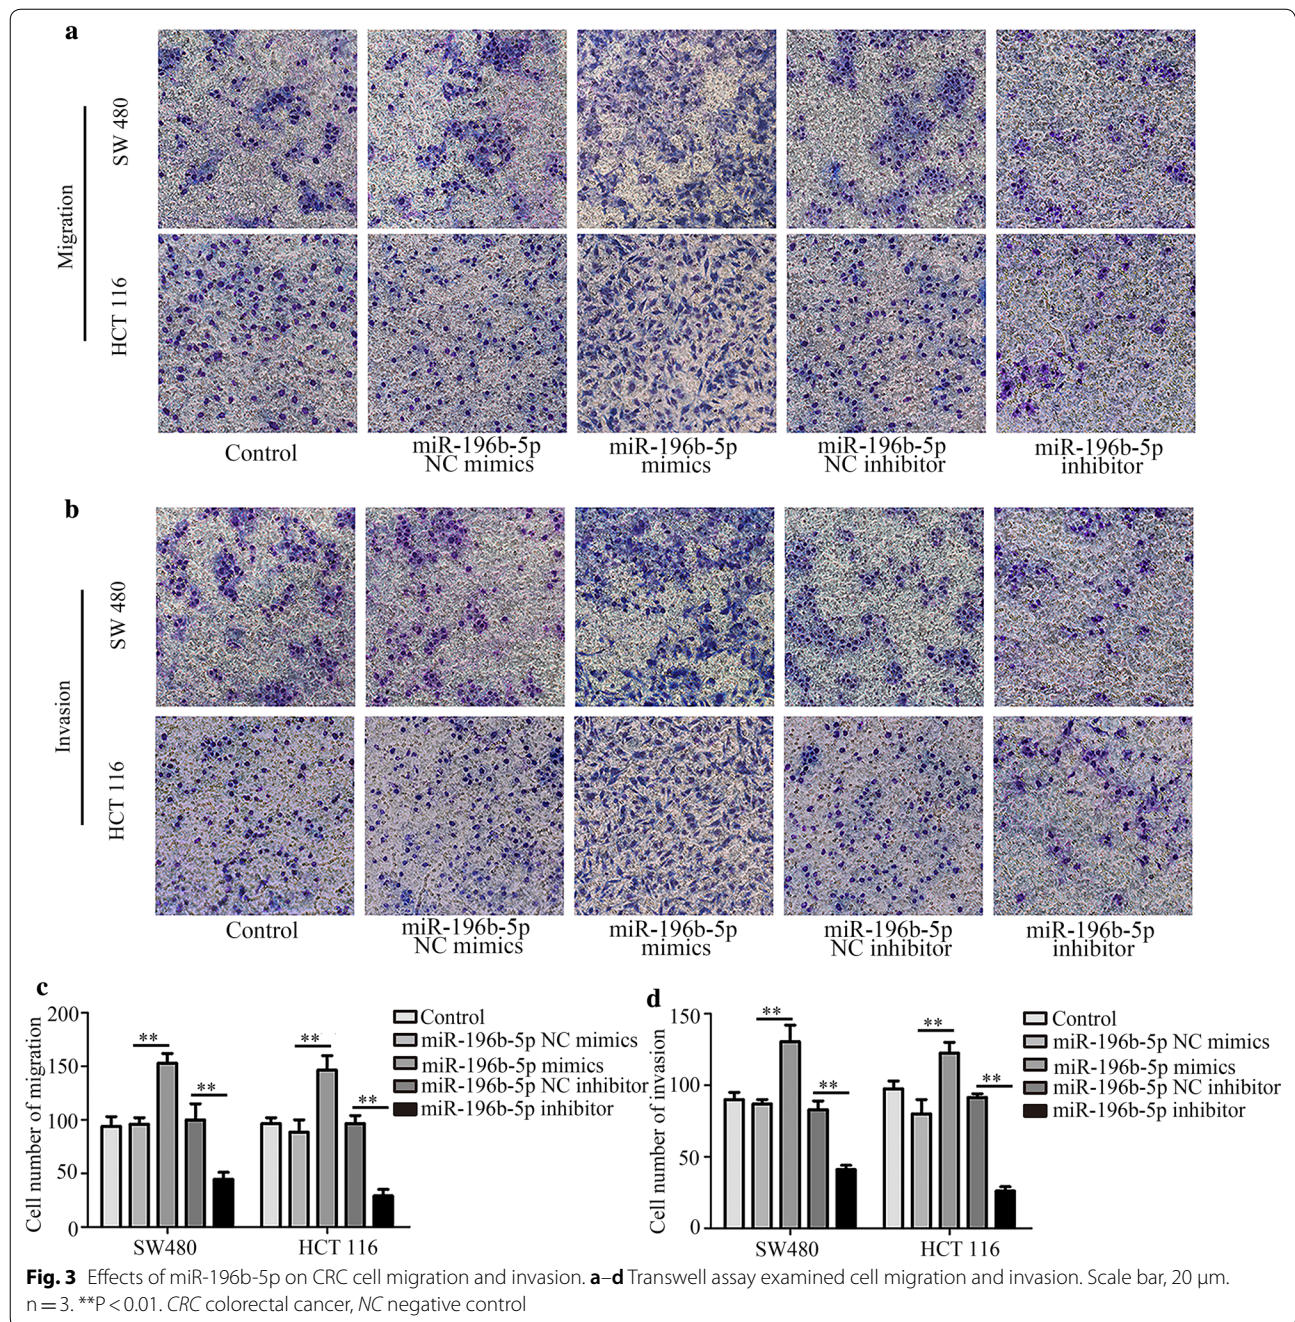 a
Migration
SW 480
HCT 116
Control
miR-196b-5p
NC mimics
miR-196b-5p
mimics
miR-196b-5p
NC inhibitor
miR-196b-5p
inhibitor
b
Invasion
SW 480
HCT 116
Control
miR-196b-5p
NC mimics
miR-196b-5p
mimics
miR-196b-5p
NC inhibitor
miR-196b-5p
inhibitor
c
Cell number of migration
200
150
100
50
0
**
**
**
**
SW480
HCT 116
Control
miR-196b-5p NC mimics
miR-196b-5p mimics
miR-196b-5p NC inhibitor
miR-196b-5p inhibitor
d
Cell number of invasion
150
100
50
0
**
**
**
**
SW480
HCT 116
Control
miR-196b-5p NC mimics
miR-196b-5p mimics
miR-196b-5p NC inhibitor
miR-196b-5p inhibitor
Fig. 3 Effects of miR-196b-5p on CRC cell migration and invasion. a–d Transwell assay examined cell migration and invasion. Scale bar, 20 μm.
n = 3. **P < 0.01. CRC colorectal cancer, NC negative control